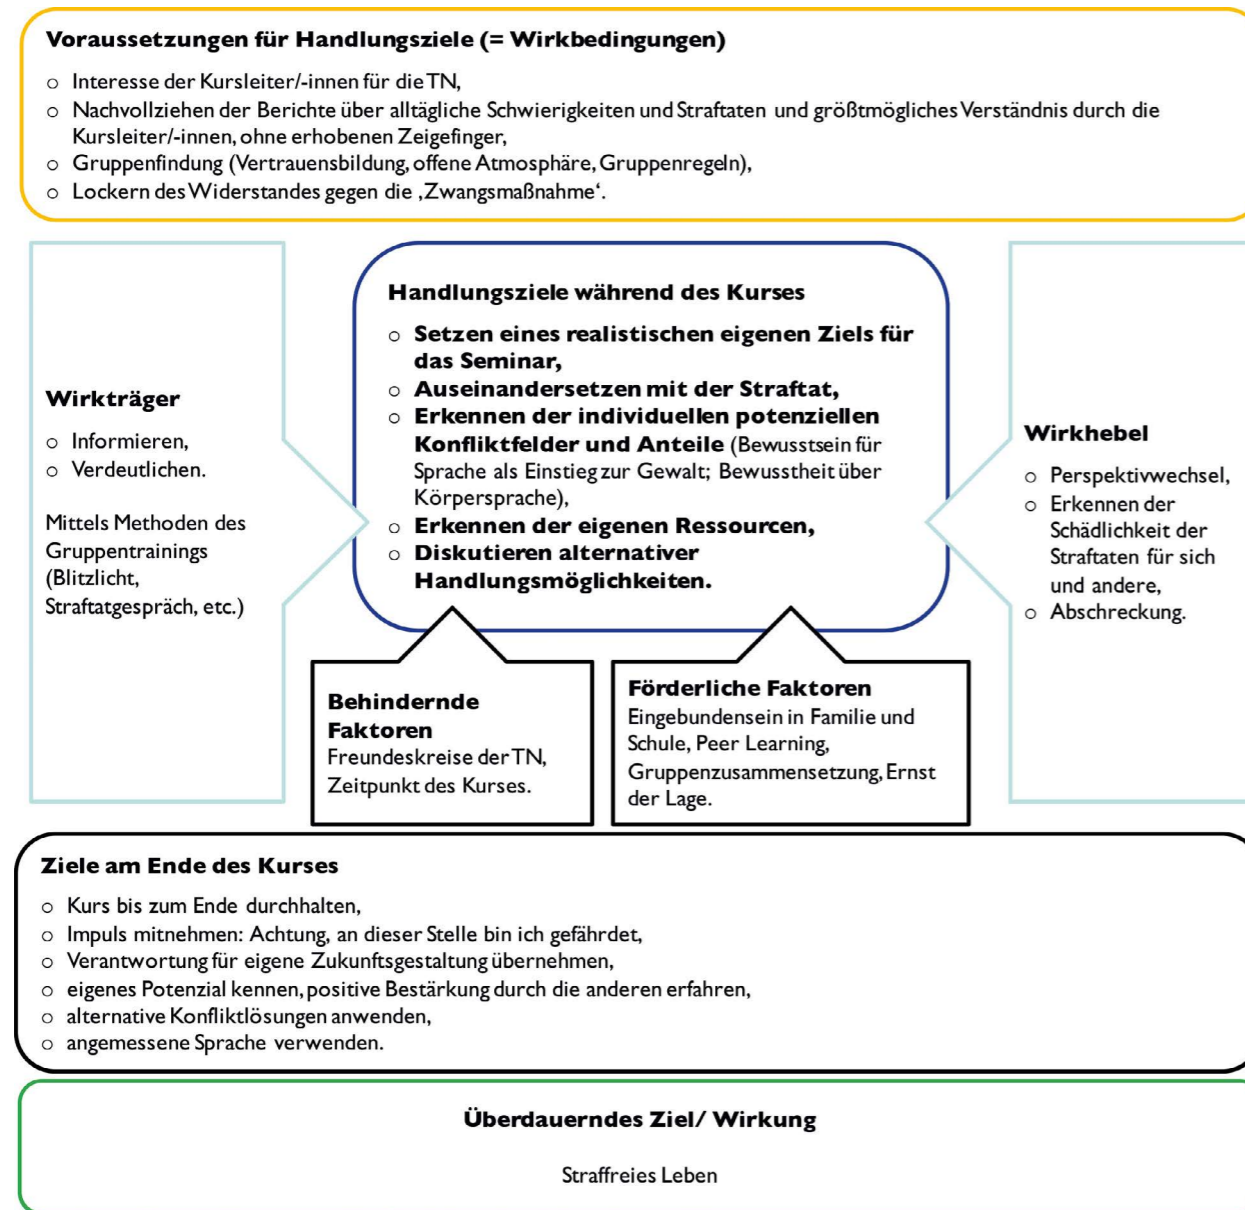 Voraussetzungen für Handlungsziele (= Wirkbedingungen)
○ Interesse der Kursleiter/-innen für die TN,
○ Nachvollziehen der Berichte über alltägliche Schwierigkeiten und Straftaten und größtmögliches Verständnis durch die
Kursleiter/-innen, ohne erhobenen Zeigefinger,
○ Gruppenfindung (Vertrauensbildung, offene Atmosphäre, Gruppenregeln),
○ Lockern des Widerstandes gegen die ‚Zwangsmaßnahme‘.
Wirkträger
○ Informieren,
○ Verdeutlichen.
Mittels Methoden des
Gruppentrainings
(Blitzlicht,
Straftatgespräch, etc.)
Handlungsziele während des Kurses
○ Setzen eines realistischen eigenen Ziels für
das Seminar,
○ Auseinandersetzen mit der Straftat,
○ Erkennen der individuellen potenziellen
Konfliktfelder und Anteile (Bewusstsein für
Sprache als Einstieg zur Gewalt; Bewusstheit über
Körpersprache),
○ Erkennen der eigenen Ressourcen,
○ Diskutieren alternativer
Handlungsmöglichkeiten.
Wirkhebel
○ Perspektivwechsel,
○ Erkennen der
Schädlichkeit der
Straftaten für sich
und andere,
○ Abschreckung.
Behindernde
Faktoren
Freundeskreise der TN,
Zeitpunkt des Kurses.
Förderliche Faktoren
Eingebundensein in Familie und
Schule, Peer Learning,
Gruppenzusammensetzung, Ernst
der Lage.
Ziele am Ende des Kurses
○ Kurs bis zum Ende durchhalten,
○ Impuls mitnehmen: Achtung, an dieser Stelle bin ich gefährdet,
○ Verantwortung für eigene Zukunftsgestaltung übernehmen,
○ eigenes Potenzial kennen, positive Bestärkung durch die anderen erfahren,
○ alternative Konfliktlösungen anwenden,
○ angemessene Sprache verwenden.
Überdauerndes Ziel/ Wirkung
Straffreies Leben